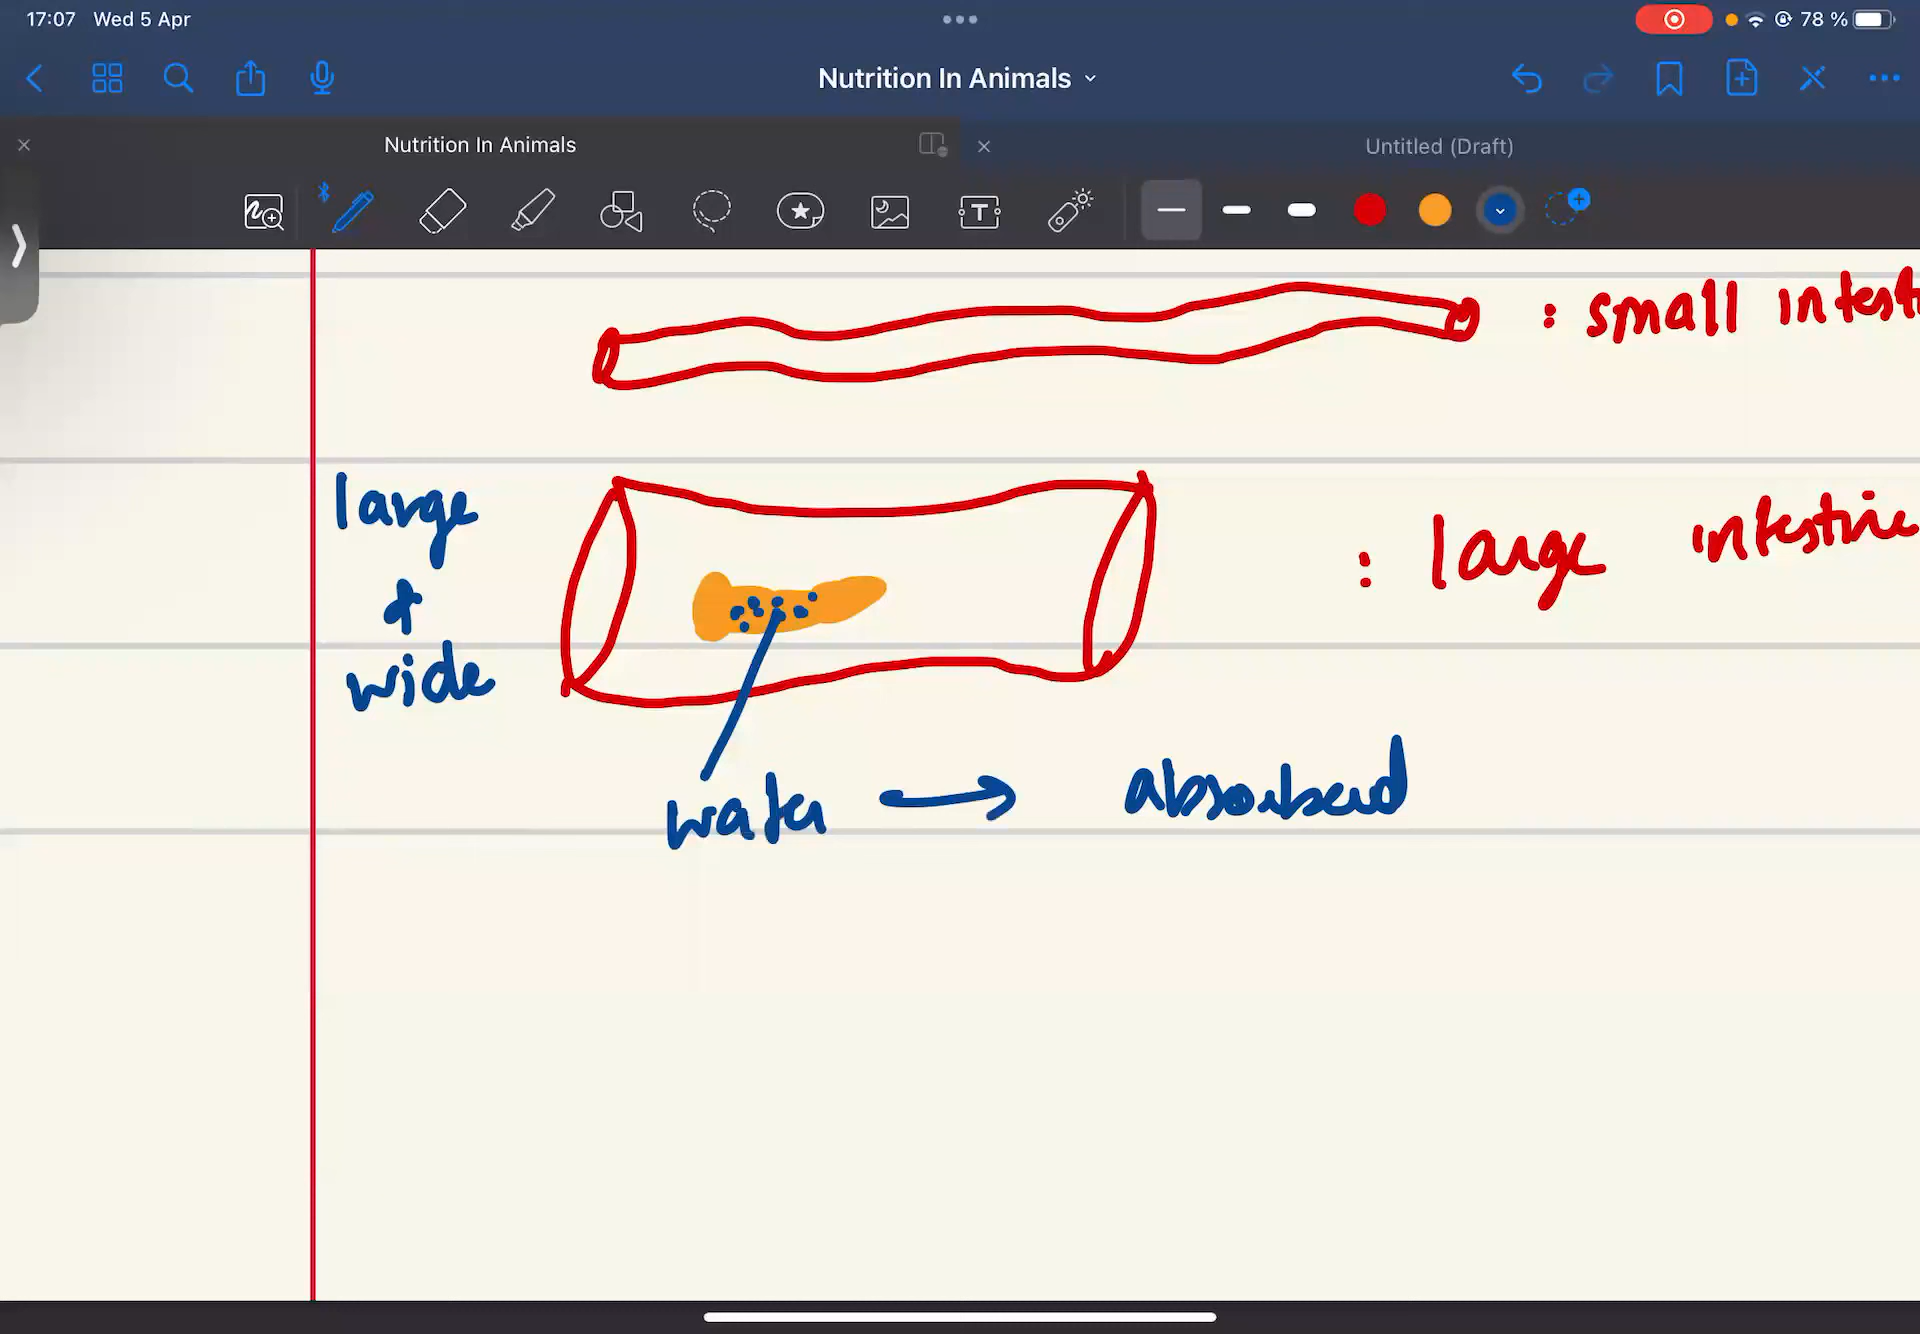 17:07 Wed 5 Apr
78 %
Nutrition In Animals
Nutrition In Animals
Untitled (Draft)
: small intesti
large
+
wide
: large intestine
water → absorbed